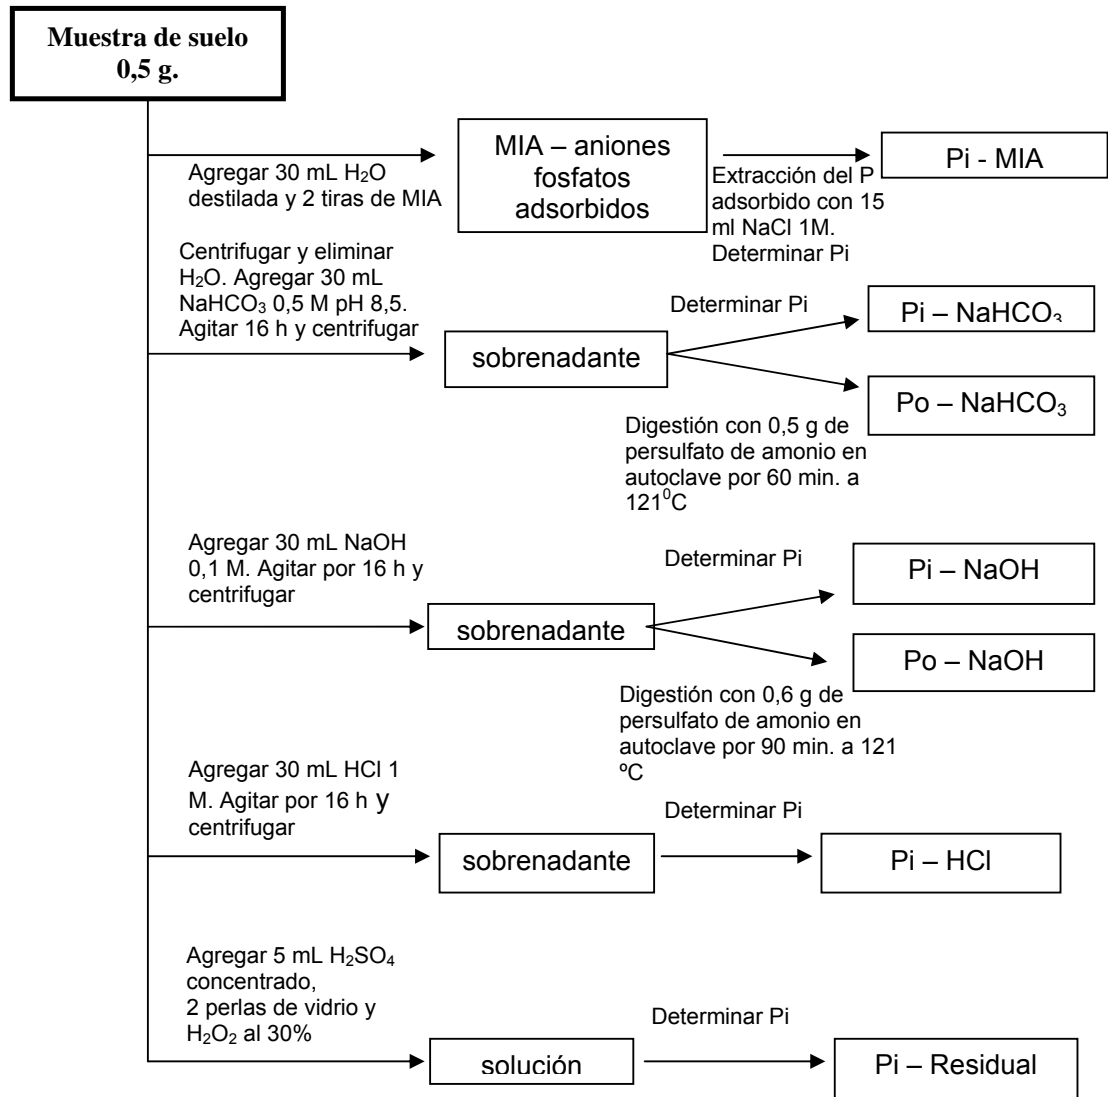 Muestra de suelo
0,5 g.
Agregar 30 mL H₂O
destilada y 2 tiras de MIA
MIA – aniones
fosfatos
adsorbidos
Extracción del P
adsorbido con 15
ml NaCl 1M.
Determinar Pi
Pi - MIA
Centrifugar y eliminar
H₂O. Agregar 30 mL
NaHCO₃ 0,5 M pH 8,5.
Agitar 16 h y centrifugar
sobrenadante
Determinar Pi
Pi – NaHCO₃
Po – NaHCO₃
Digestión con 0,5 g de
persulfato de amonio en
autoclave por 60 min. a
121⁰C
Agregar 30 mL NaOH
0,1 M. Agitar por 16 h y
centrifugar
sobrenadante
Determinar Pi
Pi – NaOH
Po – NaOH
Digestión con 0,6 g de
persulfato de amonio en
autoclave por 90 min. a 121
ºC
Agregar 30 mL HCl 1
M. Agitar por 16 h y
centrifugar
sobrenadante
Determinar Pi
Pi – HCl
Agregar 5 mL H₂SO₄
concentrado,
2 perlas de vidrio y
H₂O₂ al 30%
solución
Determinar Pi
Pi – Residual